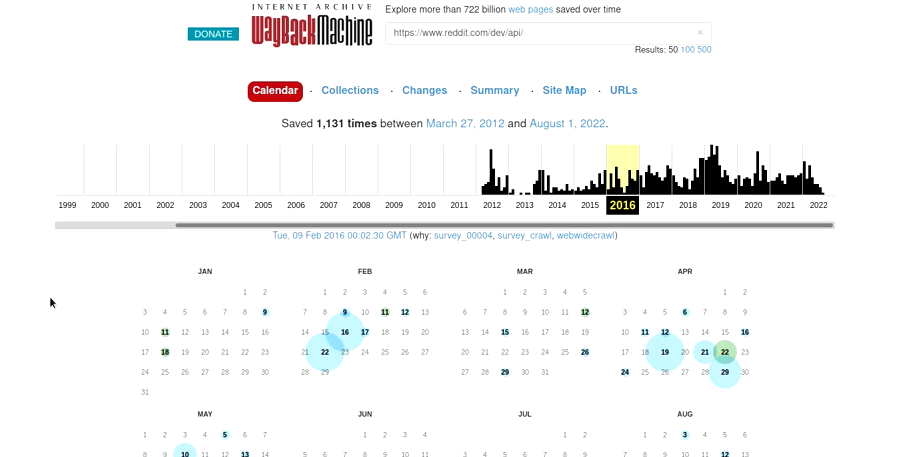 INTERNET ARCHIVE
WayBackMachine
DONATE
Explore more than 722 billion web pages saved over time
https://www.reddit.com/dev/api/ ×
Results: 50 100 500
Calendar · Collections · Changes · Summary · Site Map · URLs
Saved 1,131 times between March 27, 2012 and August 1, 2022.
1999 2000 2001 2002 2003 2004 2005 2006 2007 2008 2009 2010 2011 2012 2013 2014 2015 2016 2017 2018 2019 2020 2021 2022
Tue, 09 Feb 2016 00:02:30 GMT (why: survey_00004, survey_crawl, webwidecrawl)
JAN
1 2
3 4 5 6 7 8 9
10 11 12 13 14 15 16
17 18 19 20 21 22 23
24 25 26 27 28 29 30
31
FEB
1 2 3 4 5 6
7 8 9 10 11 12 13
14 15 16 17 18 19 20
21 22 23 24 25 26 27
28 29
MAR
1 2 3 4 5
6 7 8 9 10 11 12
13 14 15 16 17 18 19
20 21 22 23 24 25 26
27 28 29 30 31
APR
1 2
3 4 5 6 7 8 9
10 11 12 13 14 15 16
17 18 19 20 21 22 23
24 25 26 27 28 29 30
MAY
1 2 3 4 5 6 7
8 9 10 11 12 13 14
JUN
1 2 3 4
5 6 7 8 9 10 11
JUL
1 2
3 4 5 6 7 8 9
AUG
1 2 3 4 5 6
7 8 9 10 11 12 13